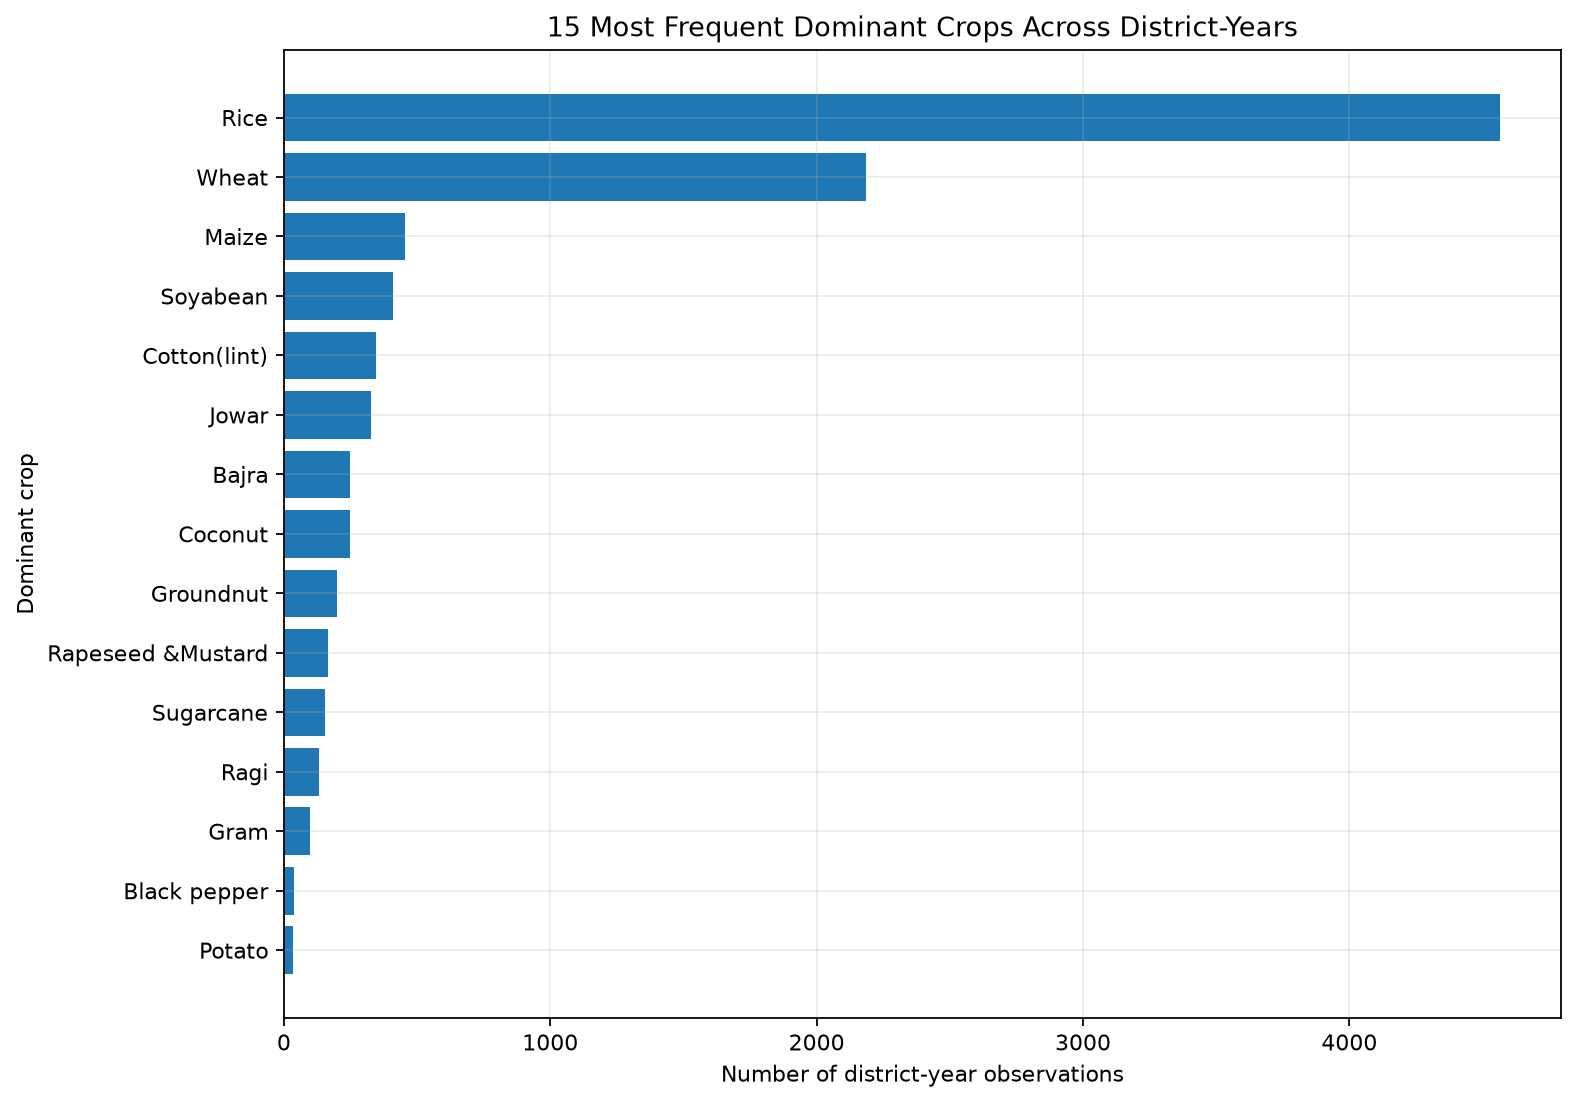 15 Most Frequent Dominant Crops Across District-Years
Rice
Wheat
Maize
Soyabean
Cotton(lint)
Jowar
Bajra
Coconut
Groundnut
Rapeseed &Mustard
Sugarcane
Ragi
Gram
Black pepper
Potato
Dominant crop
0 1000 2000 3000 4000
Number of district-year observations